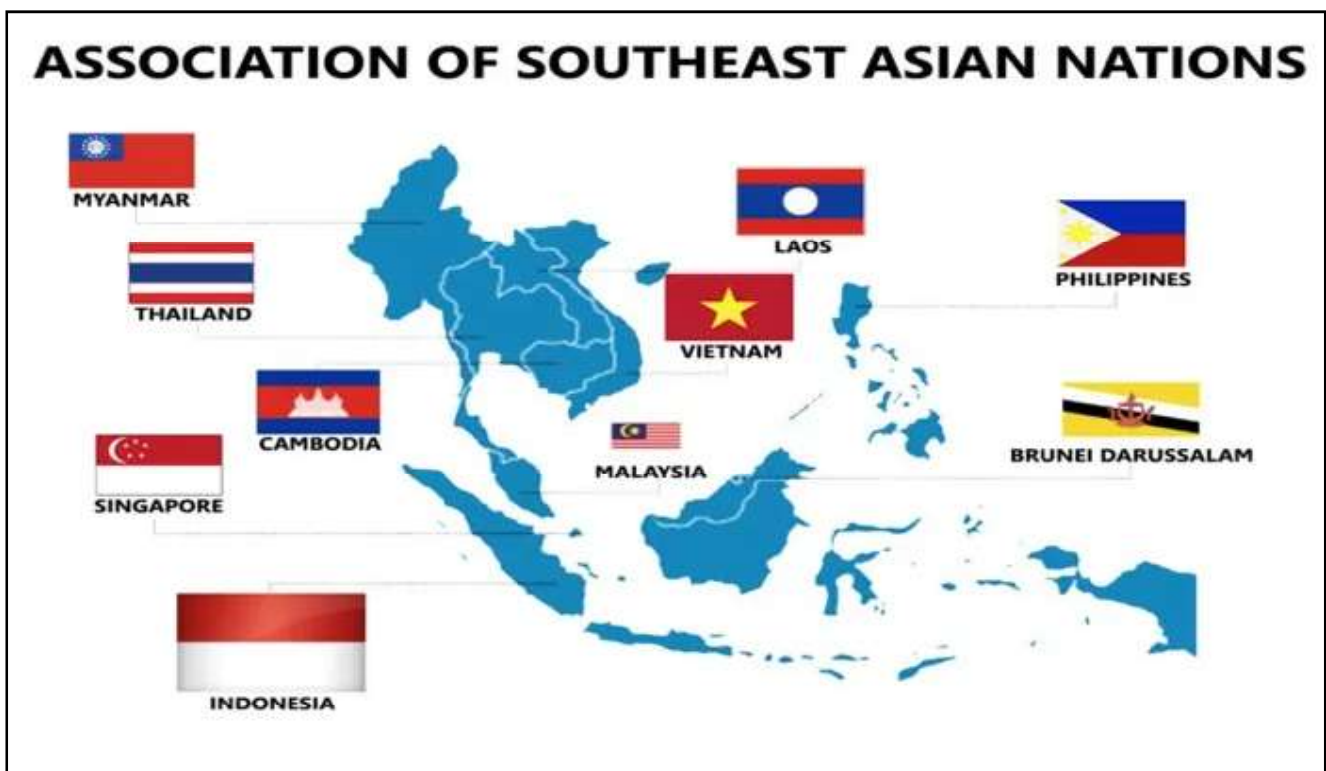 ASSOCIATION OF SOUTHEAST ASIAN NATIONS
MYANMAR
LAOS
PHILIPPINES
THAILAND
VIETNAM
CAMBODIA
BRUNEI DARUSSALAM
MALAYSIA
SINGAPORE
INDONESIA